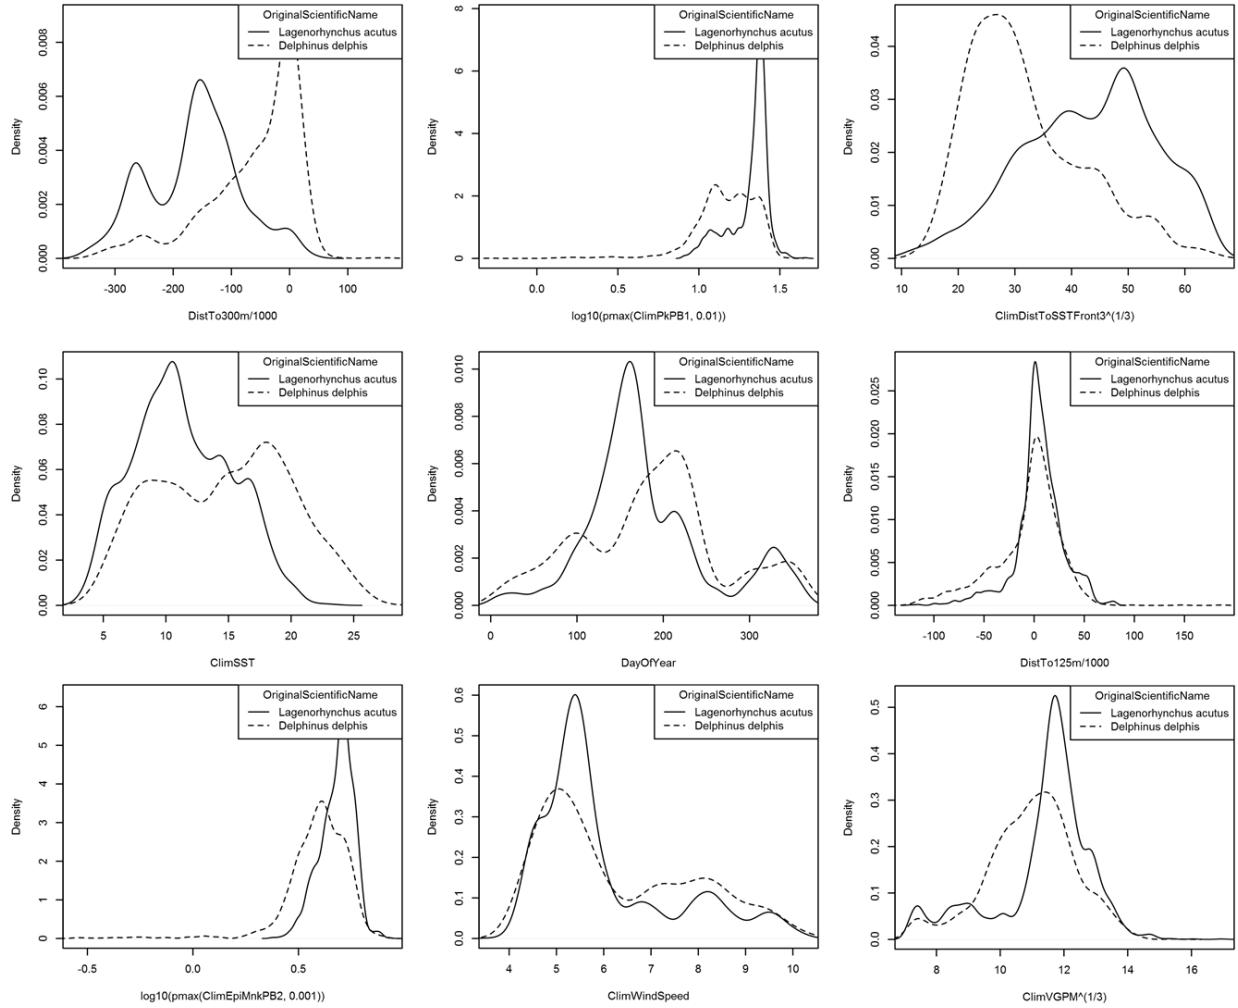 OriginalScientificName
Lagenorhynchus acutus
Delphinus delphis
Density
0.000 0.002 0.004 0.006 0.008
-300 -200 -100 0 100
DistTo300m/1000
OriginalScientificName
Lagenorhynchus acutus
Delphinus delphis
Density
0 2 4 6 8
0.0 0.5 1.0 1.5
log10(pmax(ClimPkPB1, 0.01))
OriginalScientificName
Lagenorhynchus acutus
Delphinus delphis
Density
0.00 0.01 0.02 0.03 0.04
10 20 30 40 50 60
ClimDistToSSTFront3^(1/3)
OriginalScientificName
Lagenorhynchus acutus
Delphinus delphis
Density
0.00 0.02 0.04 0.06 0.08 0.10
5 10 15 20 25
ClimSST
OriginalScientificName
Lagenorhynchus acutus
Delphinus delphis
Density
0.000 0.002 0.004 0.006 0.008 0.010
0 100 200 300
DayOfYear
OriginalScientificName
Lagenorhynchus acutus
Delphinus delphis
Density
0.000 0.005 0.010 0.015 0.020 0.025
-100 -50 0 50 100 150
DistTo125m/1000
OriginalScientificName
Lagenorhynchus acutus
Delphinus delphis
Density
0 1 2 3 4 5 6
-0.5 0.0 0.5
log10(pmax(ClimEpiMnkPB2, 0.001))
OriginalScientificName
Lagenorhynchus acutus
Delphinus delphis
Density
0.0 0.1 0.2 0.3 0.4 0.5 0.6
4 5 6 7 8 9 10
ClimWindSpeed
OriginalScientificName
Lagenorhynchus acutus
Delphinus delphis
Density
0.0 0.1 0.2 0.3 0.4 0.5
8 10 12 14 16
ClimVGPM^(1/3)